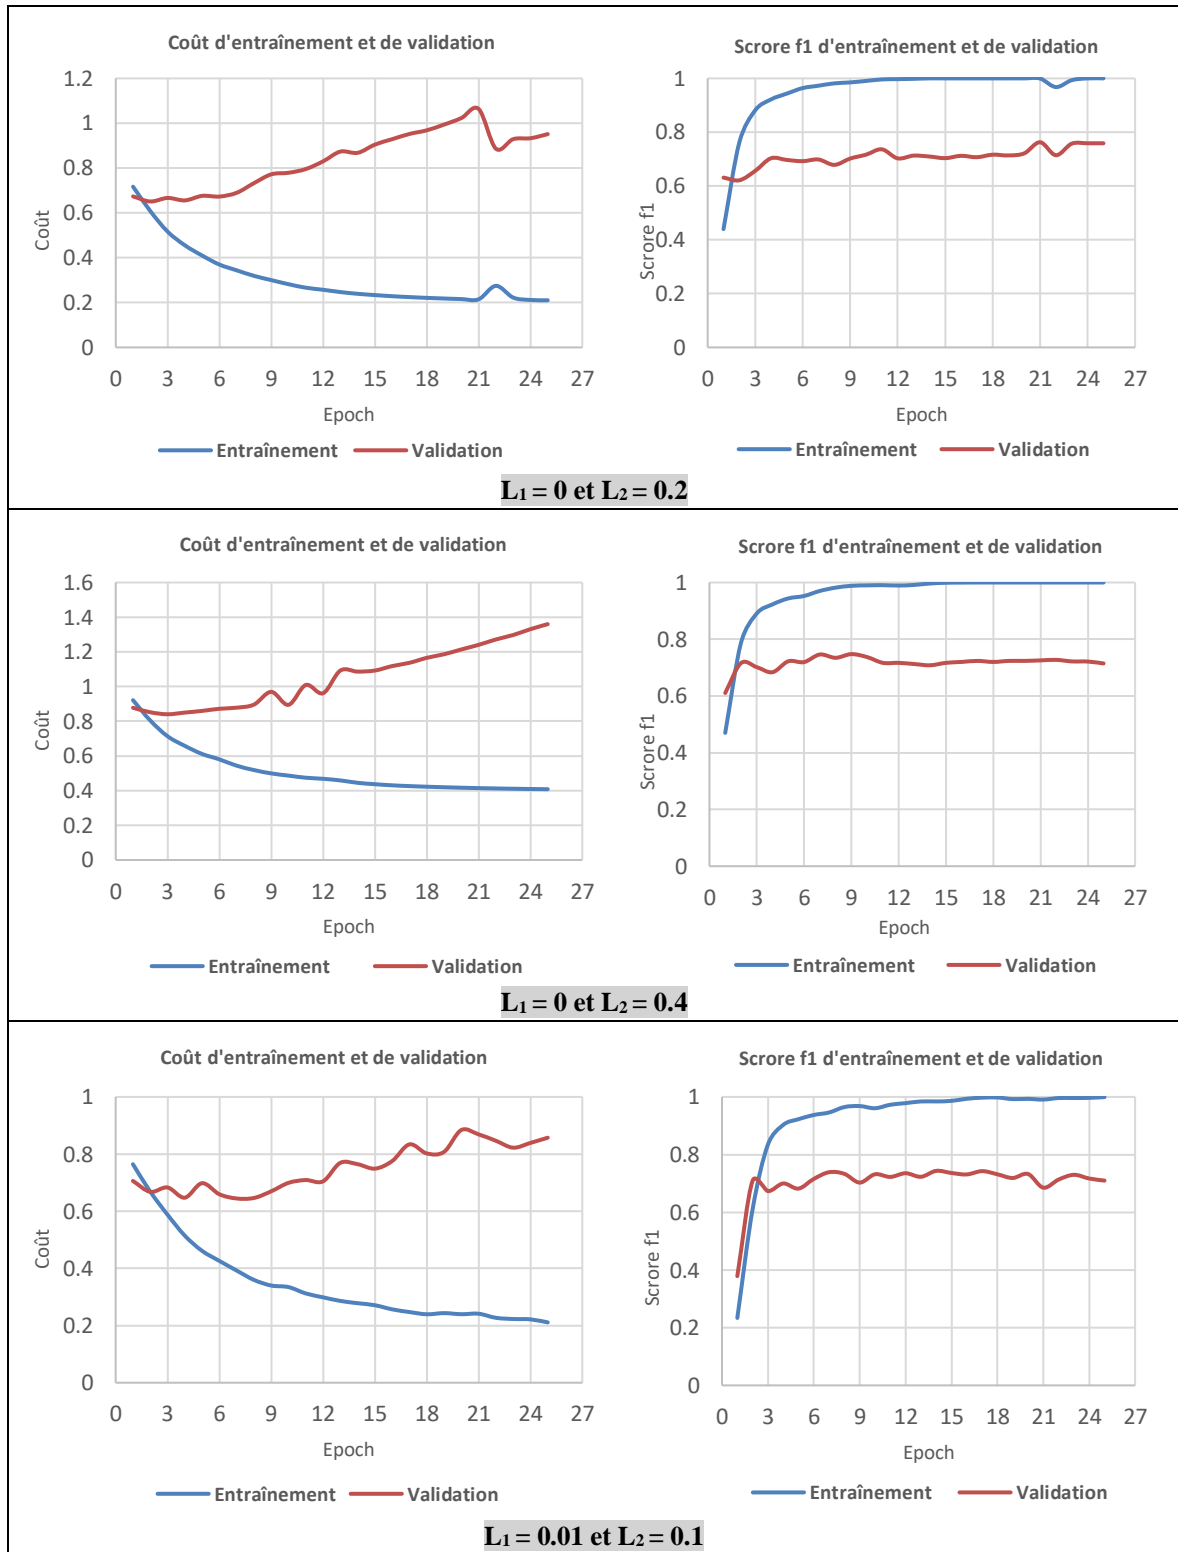 Coût d'entraînement et de validation
1.2
1
0.8
0.6
0.4
0.2
0
Coût
0 3 6 9 12 15 18 21 24 27
Epoch
Entraînement Validation
Scrore f1 d'entraînement et de validation
1
0.8
0.6
0.4
0.2
0
Scrore f1
0 3 6 9 12 15 18 21 24 27
Epoch
Entraînement Validation
L1 = 0 et L2 = 0.2
Coût d'entraînement et de validation
1.6
1.4
1.2
1
0.8
0.6
0.4
0.2
0
Coût
0 3 6 9 12 15 18 21 24 27
Epoch
Entraînement Validation
Scrore f1 d'entraînement et de validation
1
0.8
0.6
0.4
0.2
0
Scrore f1
0 3 6 9 12 15 18 21 24 27
Epoch
Entraînement Validation
L1 = 0 et L2 = 0.4
Coût d'entraînement et de validation
1
0.8
0.6
0.4
0.2
0
Coût
0 3 6 9 12 15 18 21 24 27
Epoch
Entraînement Validation
Scrore f1 d'entraînement et de validation
1
0.8
0.6
0.4
0.2
0
Scrore f1
0 3 6 9 12 15 18 21 24 27
Epoch
Entraînement Validation
L1 = 0.01 et L2 = 0.1